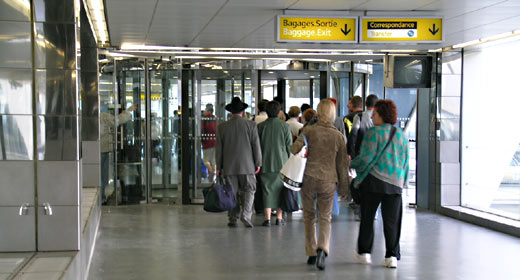 Bagages.Sortie
Baggage.Exit
Correspondance
Transfer